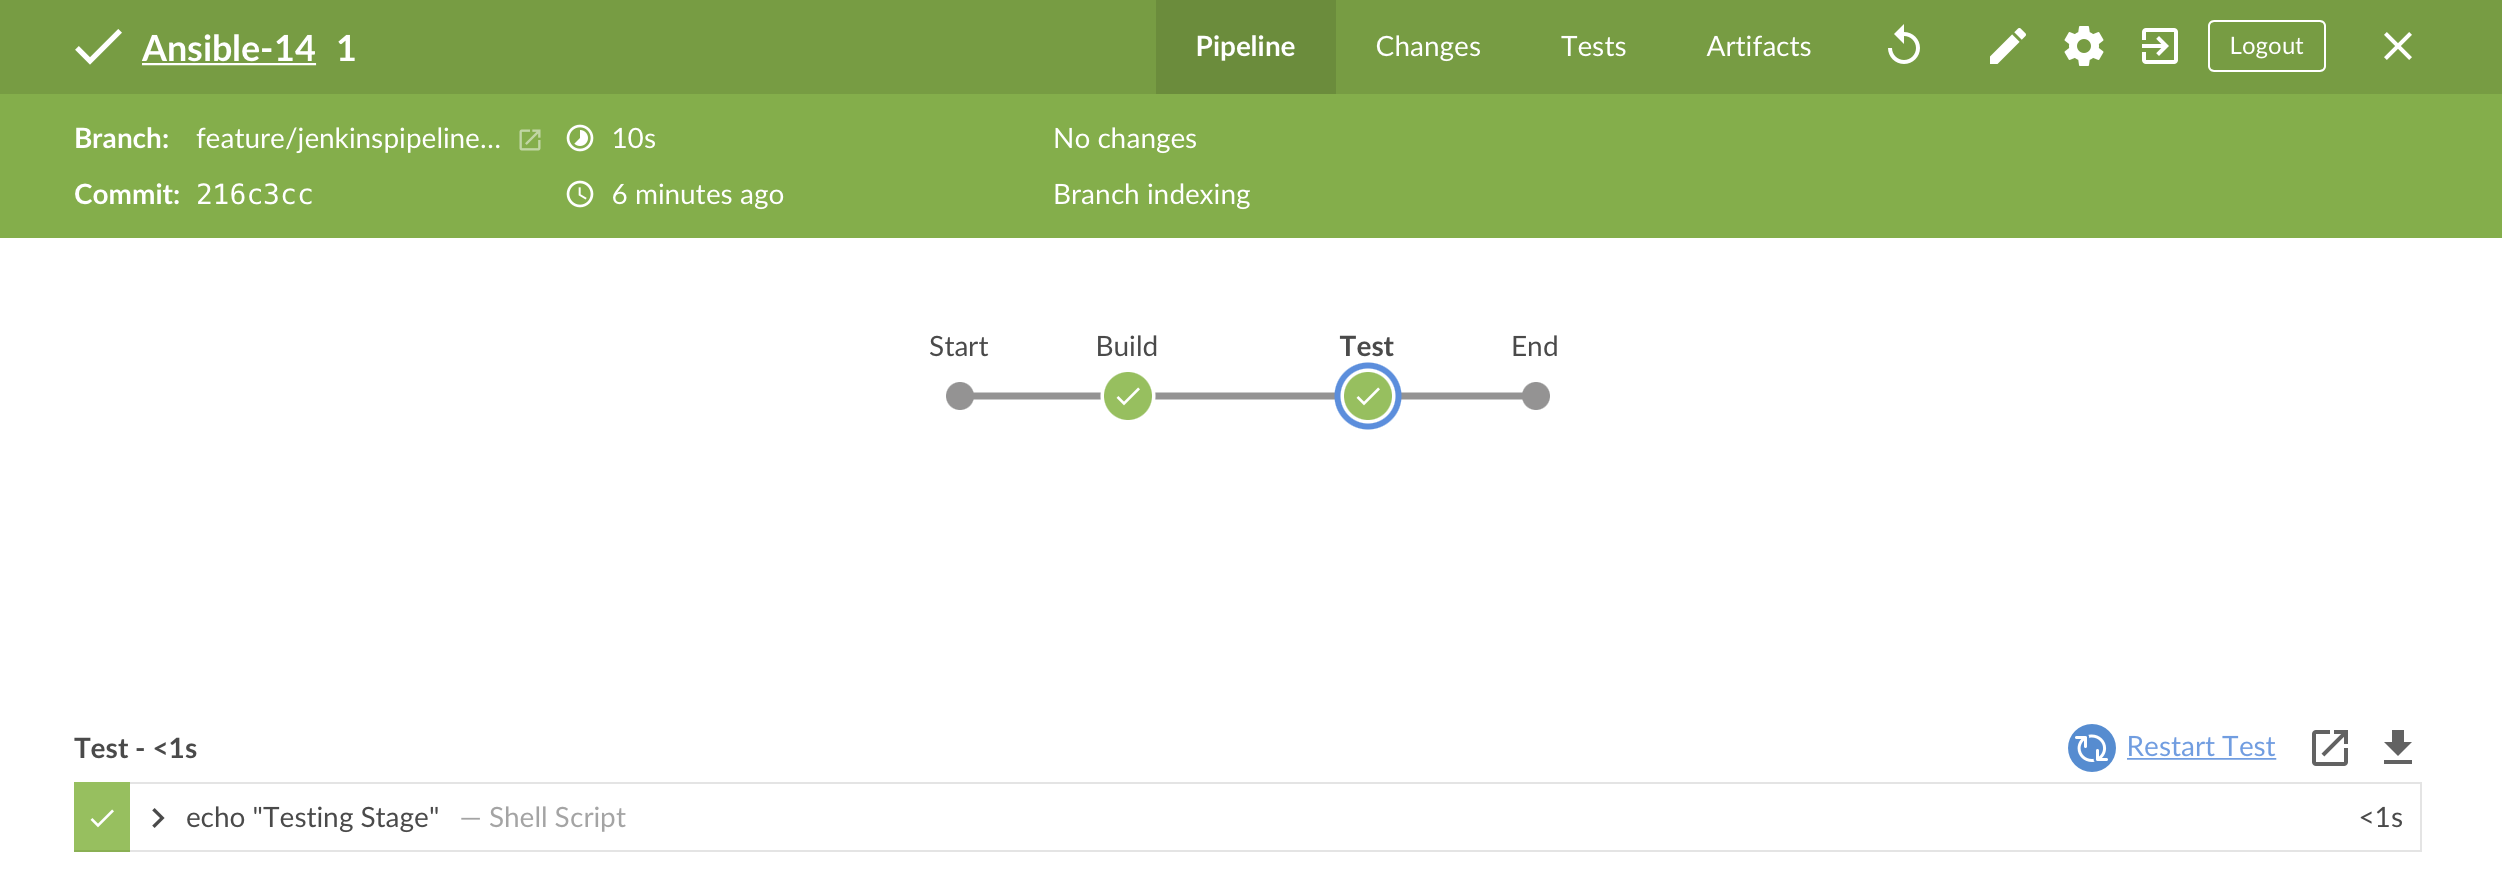 Ansible-14 1
Pipeline Changes Tests Artifacts Logout
Branch: feature/jenkinspipeline... 10s No changes
Commit: 216c3cc 6 minutes ago Branch indexing
Start Build Test End
Test - <1s Restart Test
echo "Testing Stage" — Shell Script <1s